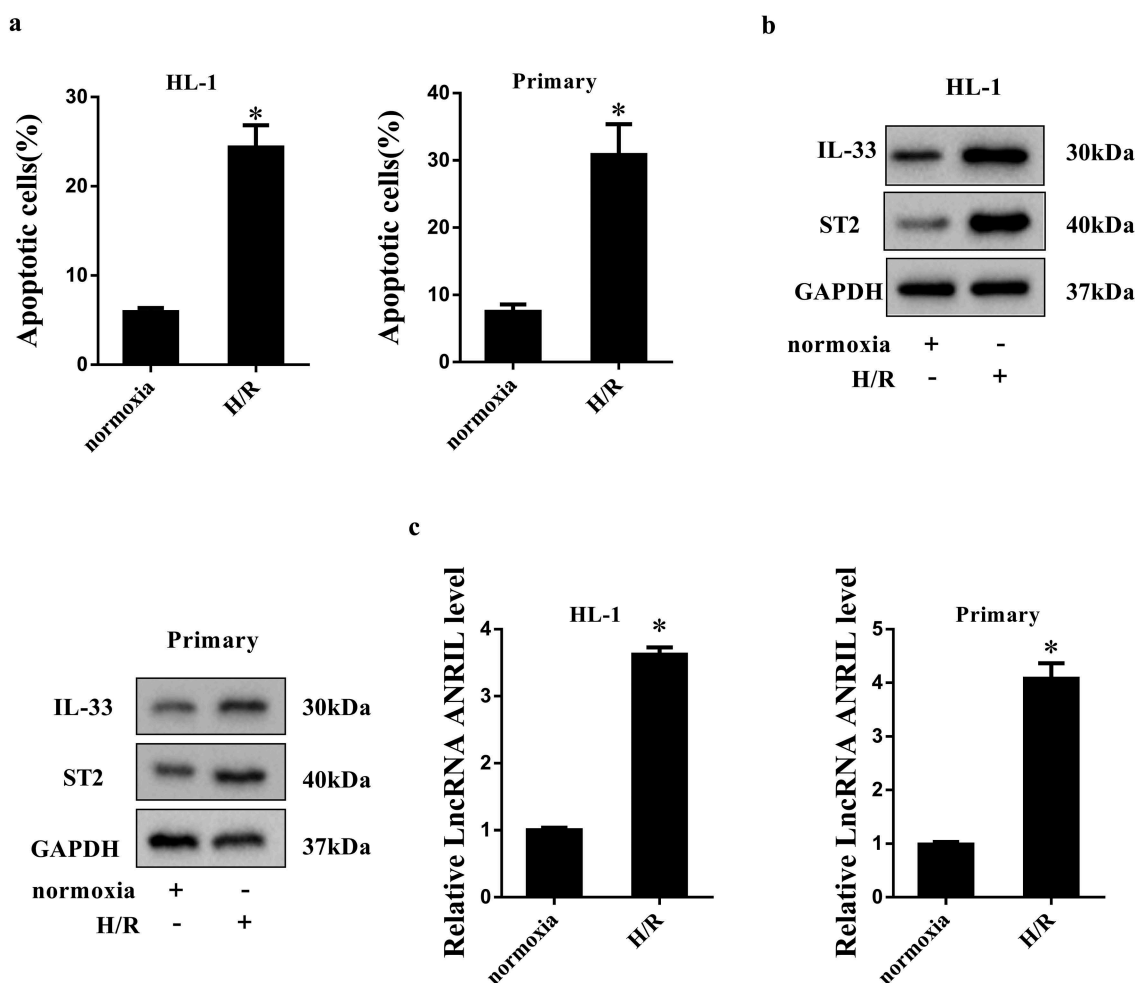 a
HL-1
Apoptotic cells(%)
30
20
10
0
*
normoxia
H/R
Primary
Apoptotic cells(%)
40
30
20
10
0
*
normoxia
H/R
b
HL-1
IL-33 30kDa
ST2 40kDa
GAPDH 37kDa
normoxia + -
H/R - +
Primary
IL-33 30kDa
ST2 40kDa
GAPDH 37kDa
normoxia + -
H/R - +
c
HL-1
Relative LncRNA ANRIL level
4
3
2
1
0
*
normoxia
H/R
Primary
Relative LncRNA ANRIL level
5
4
3
2
1
0
*
normoxia
H/R